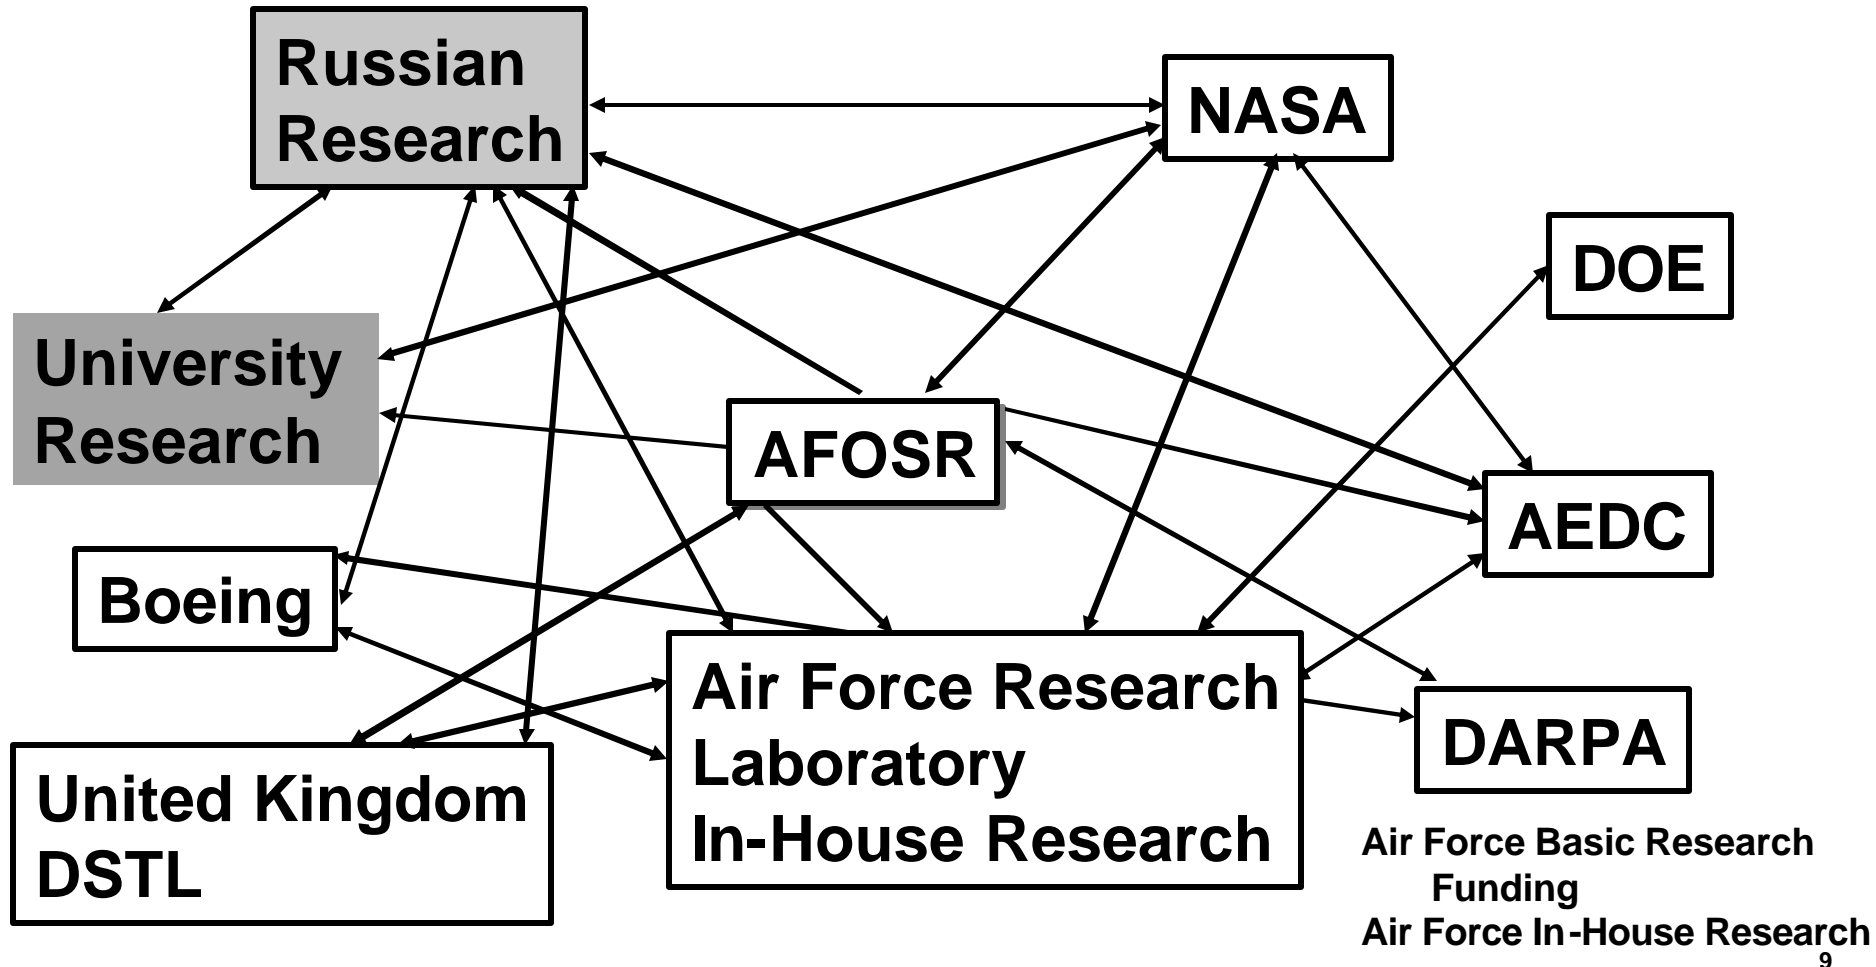 Russian
Research
NASA
DOE
University
Research
AFOSR
AEDC
Boeing
Air Force Research
Laboratory
In-House Research
DARPA
United Kingdom
DSTL
Air Force Basic Research
Funding
Air Force In-House Research
9